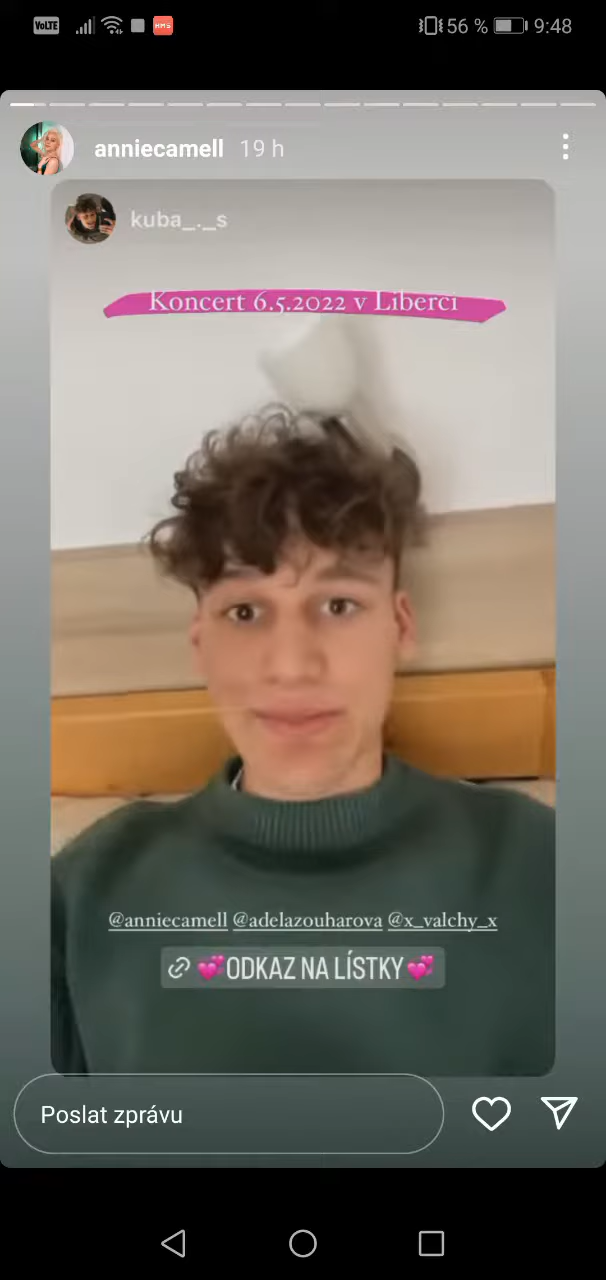 VoLTE HMS 56 % 9:48
anniecamell 19 h
kuba_._s
Koncert 6.5.2022 v Liberci
@anniecamell @adelazouharova @x_valchy_x
ODKAZ NA LÍSTKY
Poslat zprávu